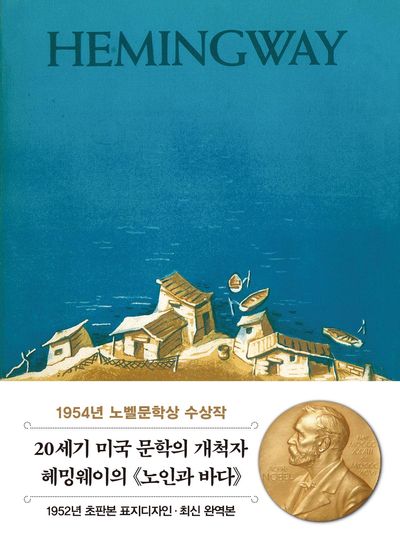 HEMINGWAY
1954년 노벨문학상 수상작
20세기 미국 문학의 개척자
헤밍웨이의 《노인과 바다》
1952년 초판본 표지디자인·최신 완역본
NOBEL